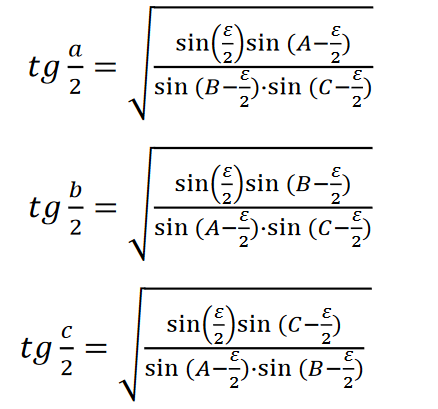 tg a/2 = √(sin(ε/2)sin (A−ε/2) / sin (B−ε/2)·sin (C−ε/2))
tg b/2 = √(sin(ε/2)sin (B−ε/2) / sin (A−ε/2)·sin (C−ε/2))
tg c/2 = √(sin(ε/2)sin (C−ε/2) / sin (A−ε/2)·sin (B−ε/2))